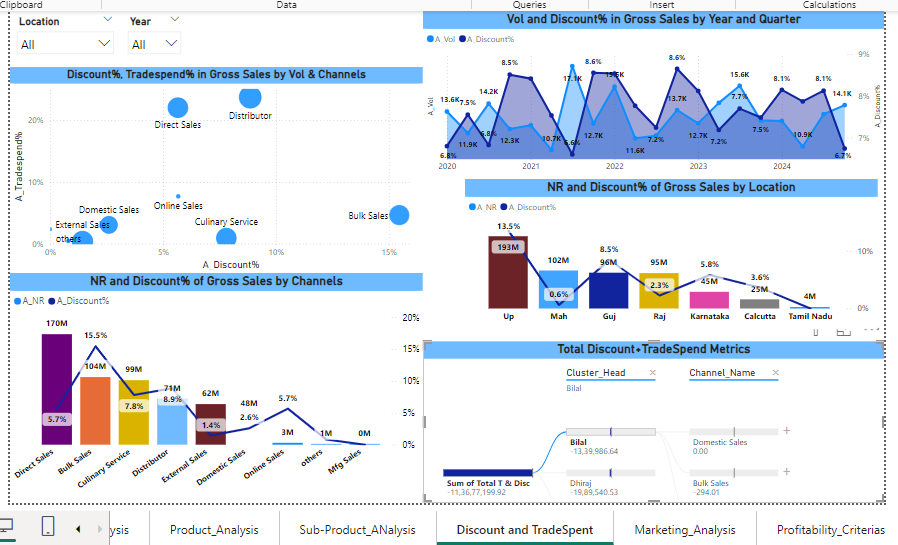 Clipboard
Data
Queries
Insert
Calculations
Location
Year
All
All
Discount%, Tradespend% in Gross Sales by Vol & Channels
A_Tradespend%
20%
10%
0%
Direct Sales
Distributor
Online Sales
Domestic Sales
External Sales
others
Culinary Service
Bulk Sales
0%
5%
10%
15%
A_Discount%
NR and Discount% of Gross Sales by Channels
A_NR
A_Discount%
170M
15.5%
104M
99M
71M
62M
48M
3M
1M
0M
5.7%
7.8%
8.9%
1.4%
2.6%
5.7%
20%
15%
10%
5%
0%
Direct Sales
Bulk Sales
Culinary Service
Distributor
External Sales
Domestic Sales
Online Sales
others
Mfg Sales
Vol and Discount% in Gross Sales by Year and Quarter
A_Vol
A_Discount%
A_Vol
13.6K
7.5%
14.2K
8.5%
17.1K
8.6%
15.5K
8.6%
13.7K
15.6K
7.7%
8.1%
8.1%
14.1K
6.8%
11.9K
6.8%
12.3K
10.7K
6.6%
12.7K
11.6K
7.2%
12.7K
7.2%
7.5%
10.9K
6.7%
9%
8%
7%
A_Discount%
2020
2021
2022
2023
2024
NR and Discount% of Gross Sales by Location
A_NR
A_Discount%
13.5%
193M
102M
0.6%
8.5%
96M
95M
2.3%
5.8%
45M
3.6%
25M
4M
10%
0%
Up
Mah
Guj
Raj
Karnataka
Calcutta
Tamil Nadu
Total Discount+TradeSpend Metrics
Cluster_Head
Channel_Name
Bilal
Bilal
-13,39,986.64
Domestic Sales
0.00
Sum of Total T & Disc
-11,36,77,199.92
Dhiraj
-19,89,540.53
Bulk Sales
-294.01
ysis
Product_Analysis
Sub-Product_ANalysis
Discount and TradeSpent
Marketing_Analysis
Profitability_Criterias